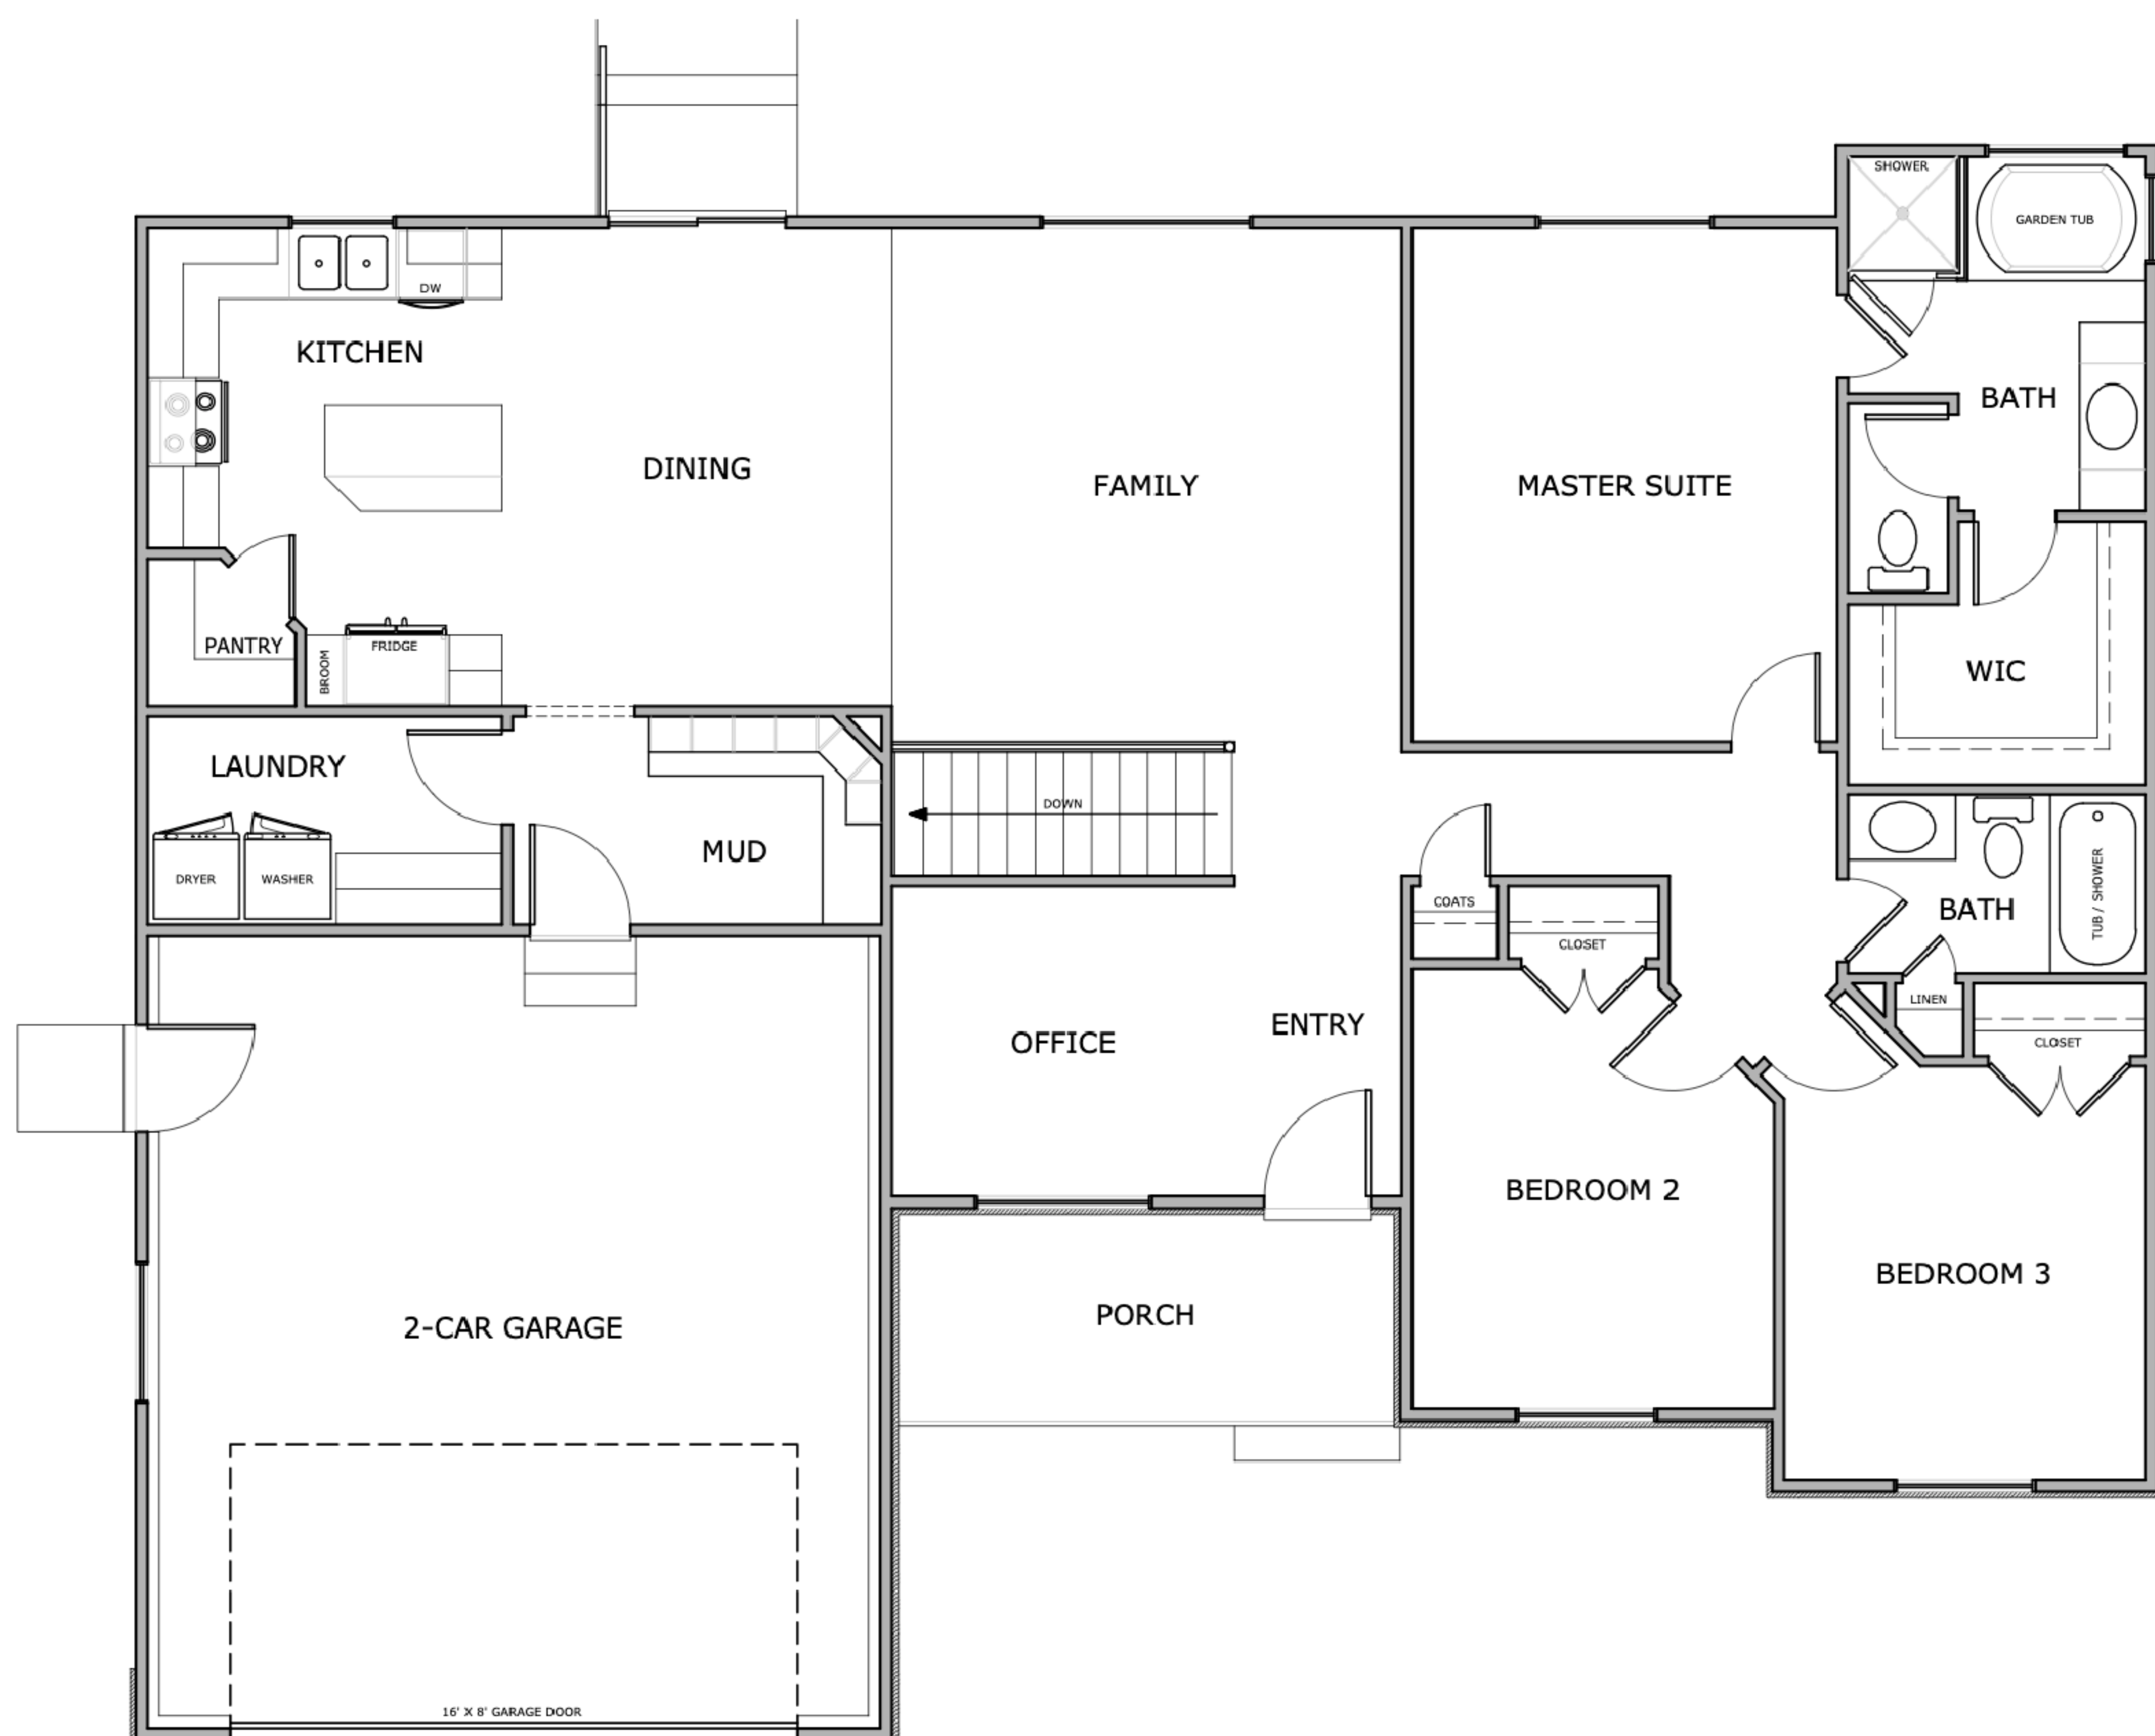 SHOWER
GARDEN TUB
DW
KITCHEN
BATH
DINING
FAMILY
MASTER SUITE
PANTRY
BROOM
FRIDGE
WIC
LAUNDRY
DOWN
MUD
DRYER
WASHER
TUB / SHOWER
COATS
BATH
CLOSET
LINEN
ENTRY
OFFICE
CLOSET
BEDROOM 2
BEDROOM 3
PORCH
2-CAR GARAGE
16' X 8' GARAGE DOOR